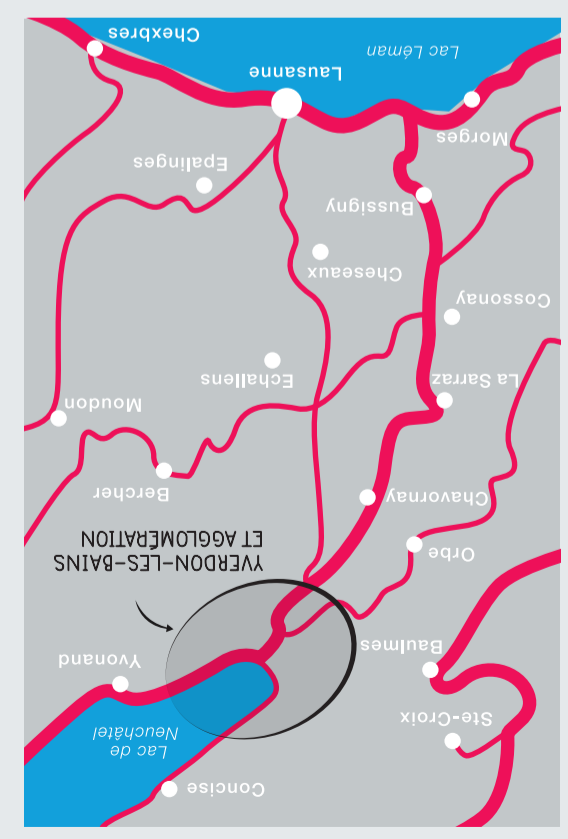 Concise
Lac de
Neuchâtel
Ste-Croix
Yvonand
Baulmes
YVERDON-LES-BAINS
ET AGGLOMÉRATION
Orbe
Chavornay
Bercher
Moudon
La Sarraz
Echallens
Cossonay
Cheseaux
Bussigny
Epalinges
Morges
Lausanne
Lac Léman
Chexbres